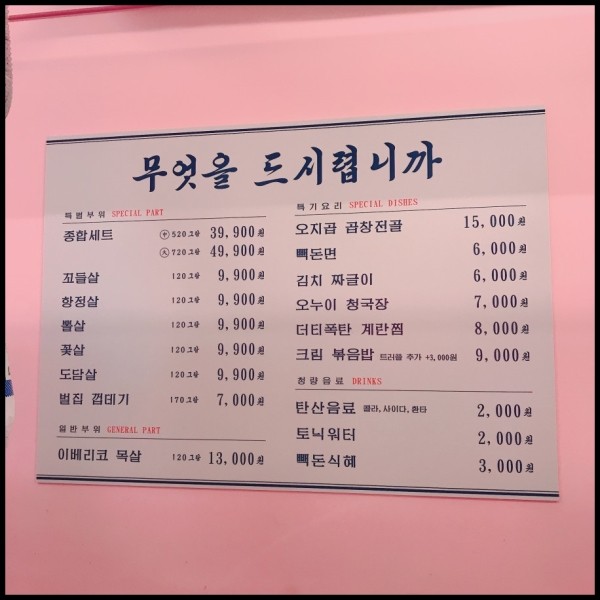 무엇을 드시렵니까
특별부위 SPECIAL PART
종합세트 中 520그람 39,900원
大 720그람 49,900원
꼬들살 120그람 9,900원
항정살 120그람 9,900원
뽈살 120그람 9,900원
꽃살 120그람 9,900원
도담살 120그람 9,900원
벌집 껍데기 170그람 7,000원
일반부위 GENERAL PART
이베리코 목살 120그람 13,000원
특기요리 SPECIAL DISHES
오지곱 곱창전골 15,000원
빽돈면 6,000원
김치 짜글이 6,000원
오누이 청국장 7,000원
더티폭탄 계란찜 8,000원
크림 볶음밥 트러플 추가 +3,000원 9,000원
청량음료 DRINKS
탄산음료 콜라,사이다,환타 2,000원
토닉워터 2,000원
빽돈식혜 3,000원